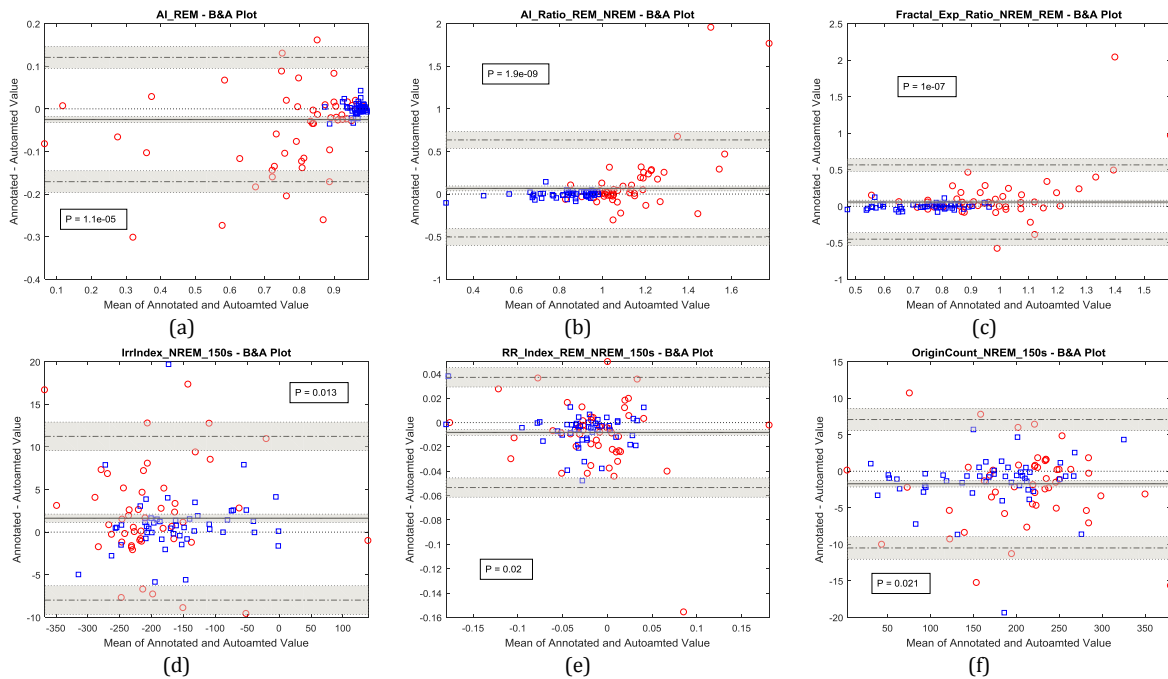 AI_REM - B&A Plot
0.2
0.1
0
-0.1
-0.2
-0.3
-0.4
Annotated - Autoamted Value
P = 1.1e-05
0.1 0.2 0.3 0.4 0.5 0.6 0.7 0.8 0.9
Mean of Annotated and Autoamted Value
(a)
AI_Ratio_REM_NREM - B&A Plot
2
1.5
1
0.5
0
-0.5
-1
Annotated - Autoamted Value
P = 1.9e-09
0.4 0.6 0.8 1 1.2 1.4 1.6
Mean of Annotated and Autoamted Value
(b)
Fractal_Exp_Ratio_NREM_REM - B&A Plot
2.5
2
1.5
1
0.5
0
-0.5
-1
Annotated - Autoamted Value
P = 1e-07
0.5 0.6 0.7 0.8 0.9 1 1.1 1.2 1.3 1.4 1.5
Mean of Annotated and Autoamted Value
(c)
IrrIndex_NREM_150s - B&A Plot
20
15
10
5
0
-5
-10
Annotated - Autoamted Value
P = 0.013
-350 -300 -250 -200 -150 -100 -50 0 50 100
Mean of Annotated and Autoamted Value
(d)
RR_Index_REM_NREM_150s - B&A Plot
0.04
0.02
0
-0.02
-0.04
-0.06
-0.08
-0.1
-0.12
-0.14
-0.16
Annotated - Autoamted Value
P = 0.02
-0.15 -0.1 -0.05 0 0.05 0.1 0.15
Mean of Annotated and Autoamted Value
(e)
OriginCount_NREM_150s - B&A Plot
15
10
5
0
-5
-10
-15
-20
Annotated - Autoamted Value
P = 0.021
50 100 150 200 250 300 350
Mean of Annotated and Autoamted Value
(f)